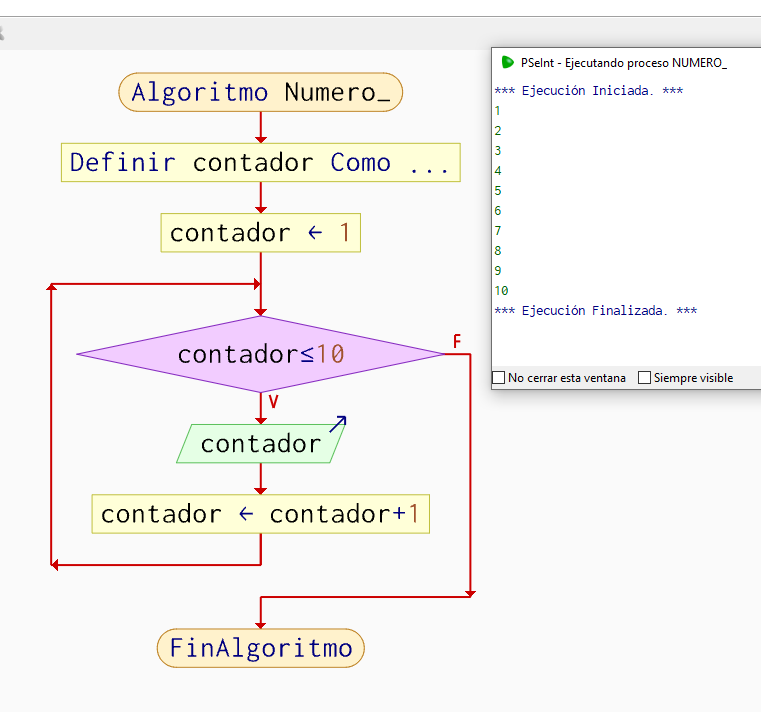 Algoritmo Numero_
Definir contador Como ...
contador ← 1
contador≤10
F
V
contador
contador ← contador+1
FinAlgoritmo
PSeInt - Ejecutando proceso NUMERO_
*** Ejecución Iniciada. ***
1
2
3
4
5
6
7
8
9
10
*** Ejecución Finalizada. ***
No cerrar esta ventana
Siempre visible